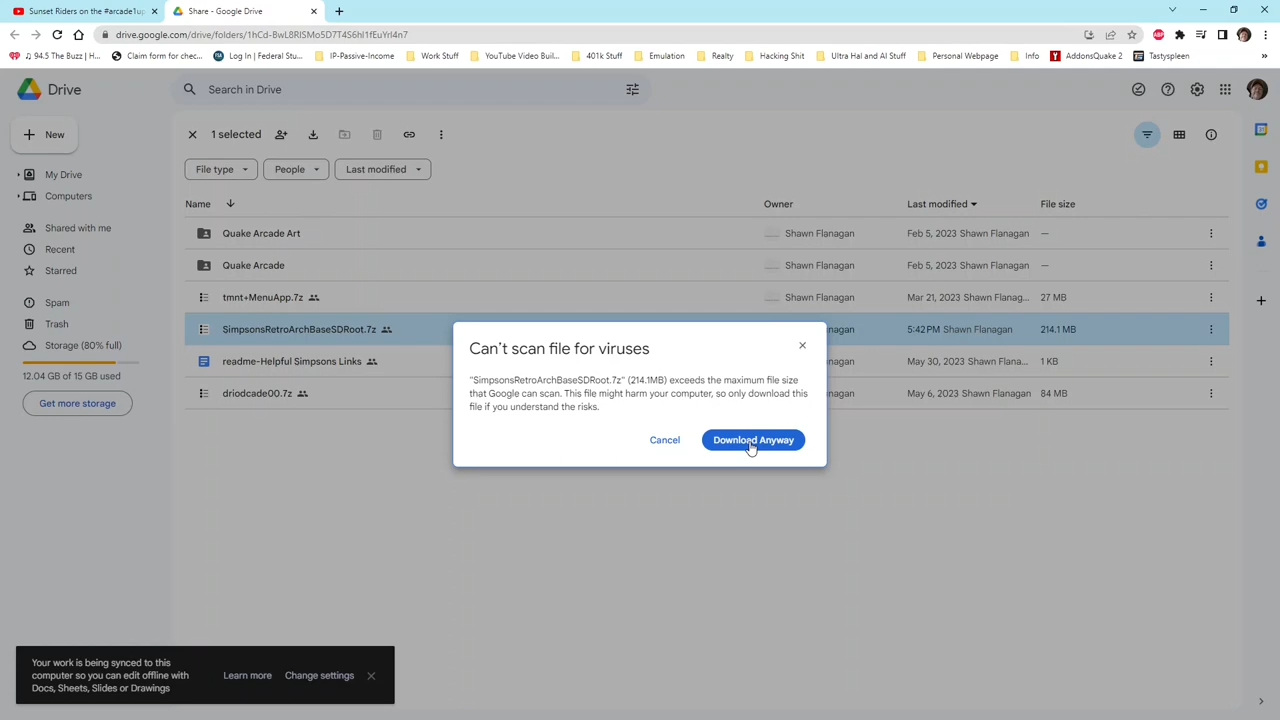 Sunset Riders on the #arcade1up
Share - Google Drive
drive.google.com/drive/folders/1hCd-BwL8RISMo5D7T4S6hI1fEuYrI4n7
94.5 The Buzz | H...
Claim form for chec...
Log In | Federal Stu...
IP-Passive-Income
Work Stuff
YouTube Video Buil...
401k Stuff
Emulation
Realty
Hacking Shit
Ultra Hal and AI Stuff
Personal Webpage
Info
AddonsQuake 2
Tastyspleen
»
Drive
Search in Drive
New
1 selected
My Drive
Computers
Shared with me
Recent
Starred
Spam
Trash
Storage (80% full)
12.04 GB of 15 GB used
Get more storage
File type
People
Last modified
Name
Owner
Last modified
File size
Quake Arcade Art
Shawn Flanagan
Feb 5, 2023 Shawn Flanagan
—
Quake Arcade
Shawn Flanagan
Feb 5, 2023 Shawn Flanagan
—
tmnt+MenuApp.7z
Shawn Flanagan
Mar 21, 2023 Shawn Flanag...
27 MB
SimpsonsRetroArchBaseSDRoot.7z
nagan
5:42 PM Shawn Flanagan
214.1 MB
readme-Helpful Simpsons Links
nagan
May 30, 2023 Shawn Flana...
1 KB
driodcade00.7z
nagan
May 6, 2023 Shawn Flanagan
84 MB
Can't scan file for viruses
"SimpsonsRetroArchBaseSDRoot.7z" (214.1MB) exceeds the maximum file size
that Google can scan. This file might harm your computer, so only download this
file if you understand the risks.
Cancel
Download Anyway
Your work is being synced to this
computer so you can edit offline with
Docs, Sheets, Slides or Drawings
Learn more
Change settings